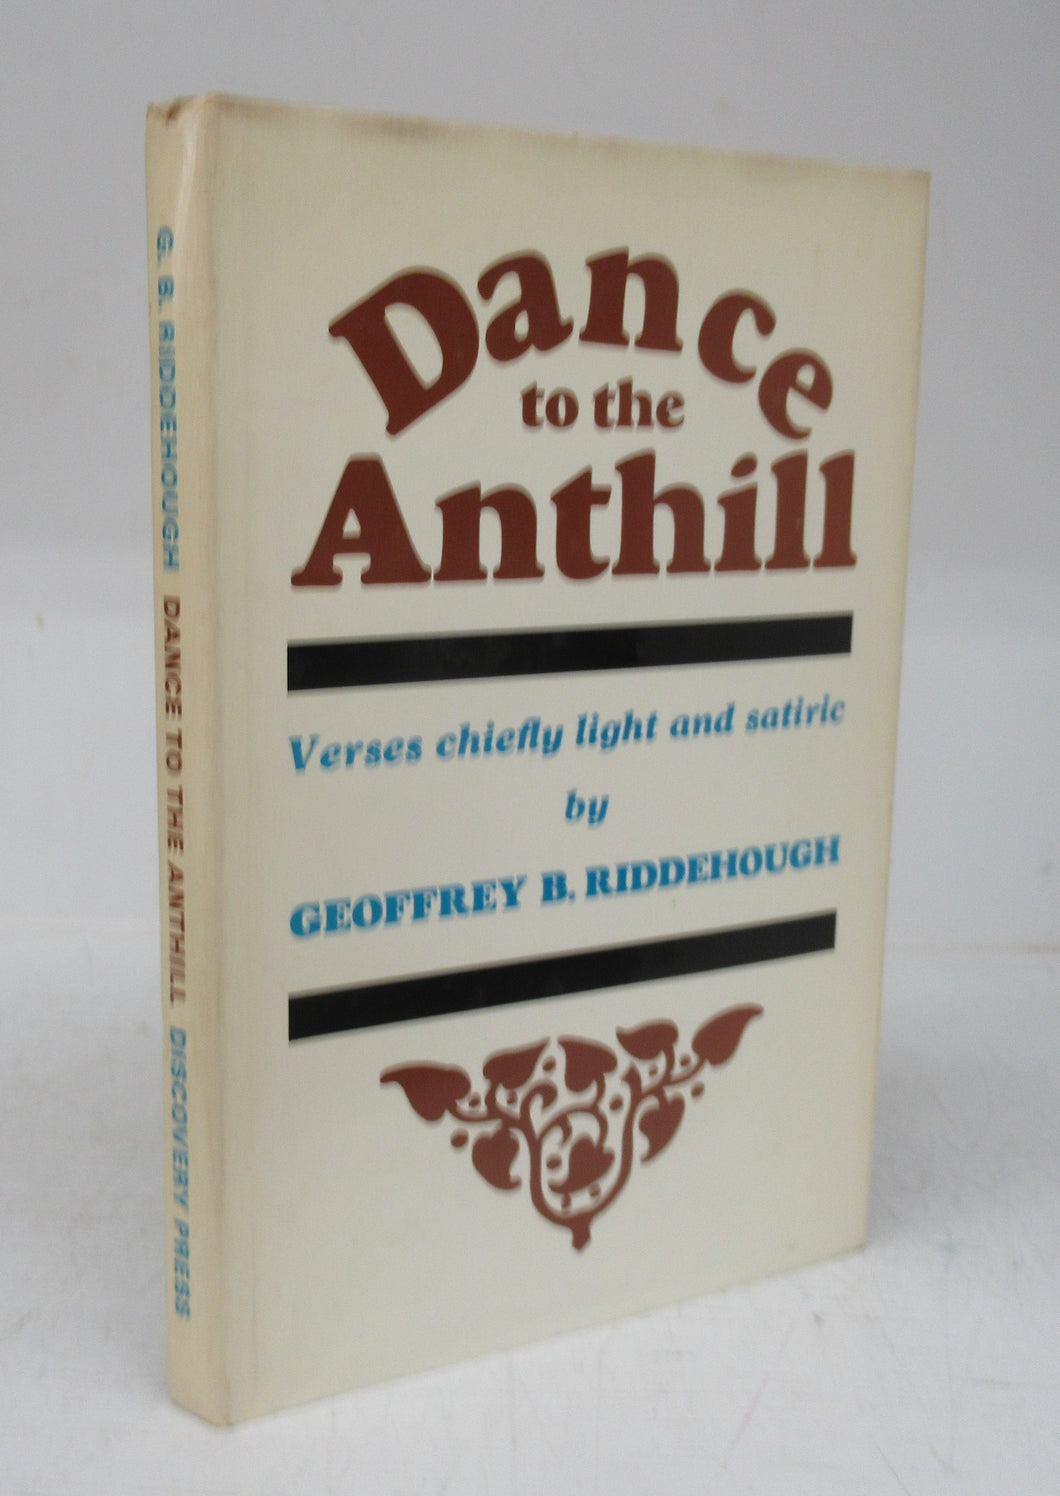 Dance
to the
Anthill
Verses chiefly light and satiric
by
GEOFFREY B. RIDDEHOUGH
G. B. RIDDEHOUGH DANCE TO THE ANTHILL DISCOVERY PRESS